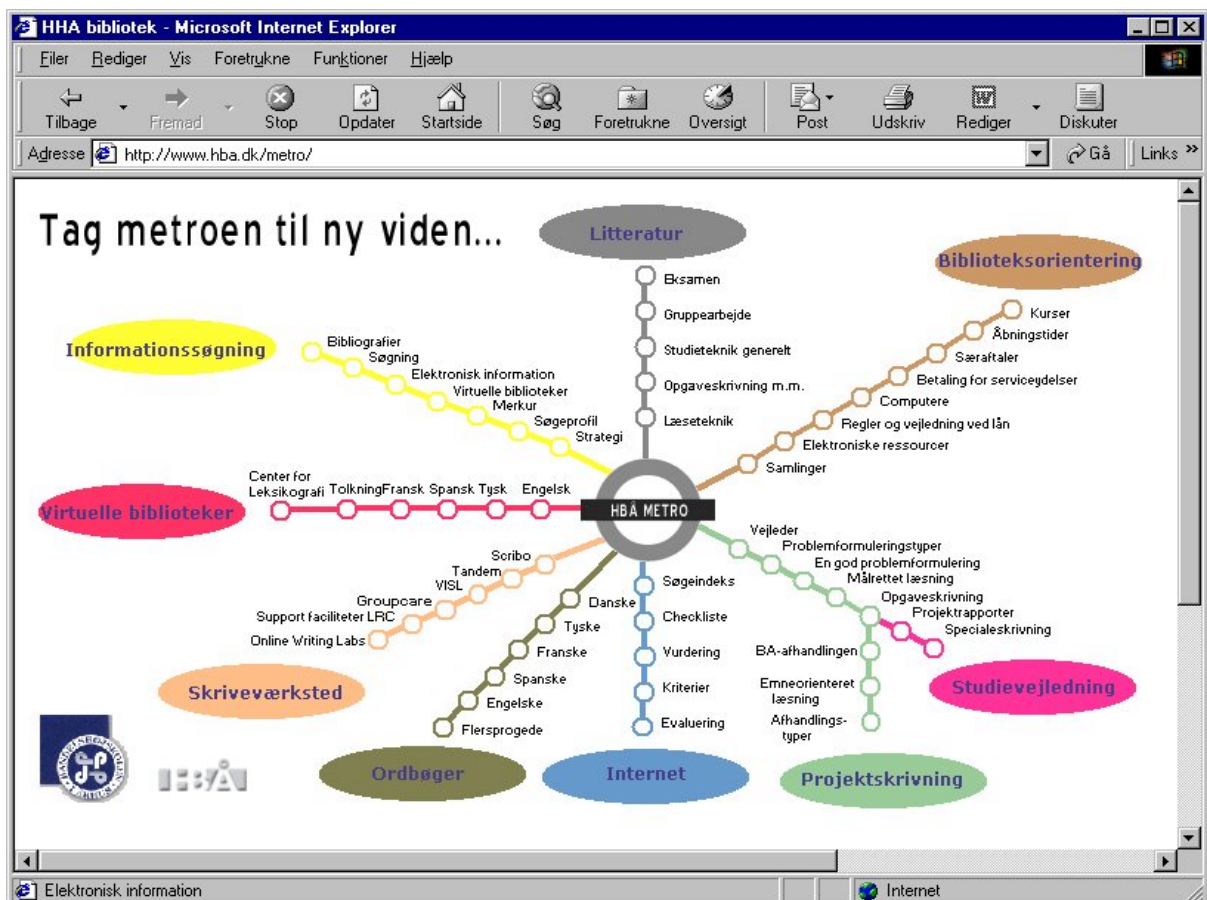 HHA bibliotek - Microsoft Internet Explorer
Filer Rediger Vis Foretrukne Funktioner Hjælp
Tilbage Fremad Stop Opdater Startside Søg Foretrukne Oversigt Post Udskriv Rediger Diskuter
Adresse http://www.hba.dk/metro/ Gå Links »
Tag metroen til ny viden...
Litteratur
Eksamen
Gruppearbejde
Studieteknik generelt
Opgaveskrivning m.m.
Læseteknik
Biblioteksorientering
Kurser
Åbningstider
Særaftaler
Betaling for serviceydelser
Computere
Regler og vejledning ved lån
Elektroniske ressourcer
Samlinger
Informationssøgning
Bibliografier
Søgning
Elektronisk information
Virtuelle biblioteker
Merkur
Søgeprofil
Strategi
Virtuelle biblioteker
Center for
Leksikografi
Tolkning
Fransk
Spansk
Tysk
Engelsk
HBÅ METRO
Vejleder
Problemformuleringstyper
En god problemformulering
Målrettet læsning
Opgaveskrivning
Projektrapporter
Specialeskrivning
Studievejledning
BA-afhandlingen
Emneorienteret
læsning
Afhandlings-
typer
Projektskrivning
Scribo
Tandem
VISL
Groupcare
Support faciliteter LRC
Online Writing Labs
Skriveværksted
Danske
Tyske
Franske
Spanske
Engelske
Flersprogede
Ordbøger
Søgeindeks
Checkliste
Vurdering
Kriterier
Evaluering
Internet
Elektronisk information
Internet